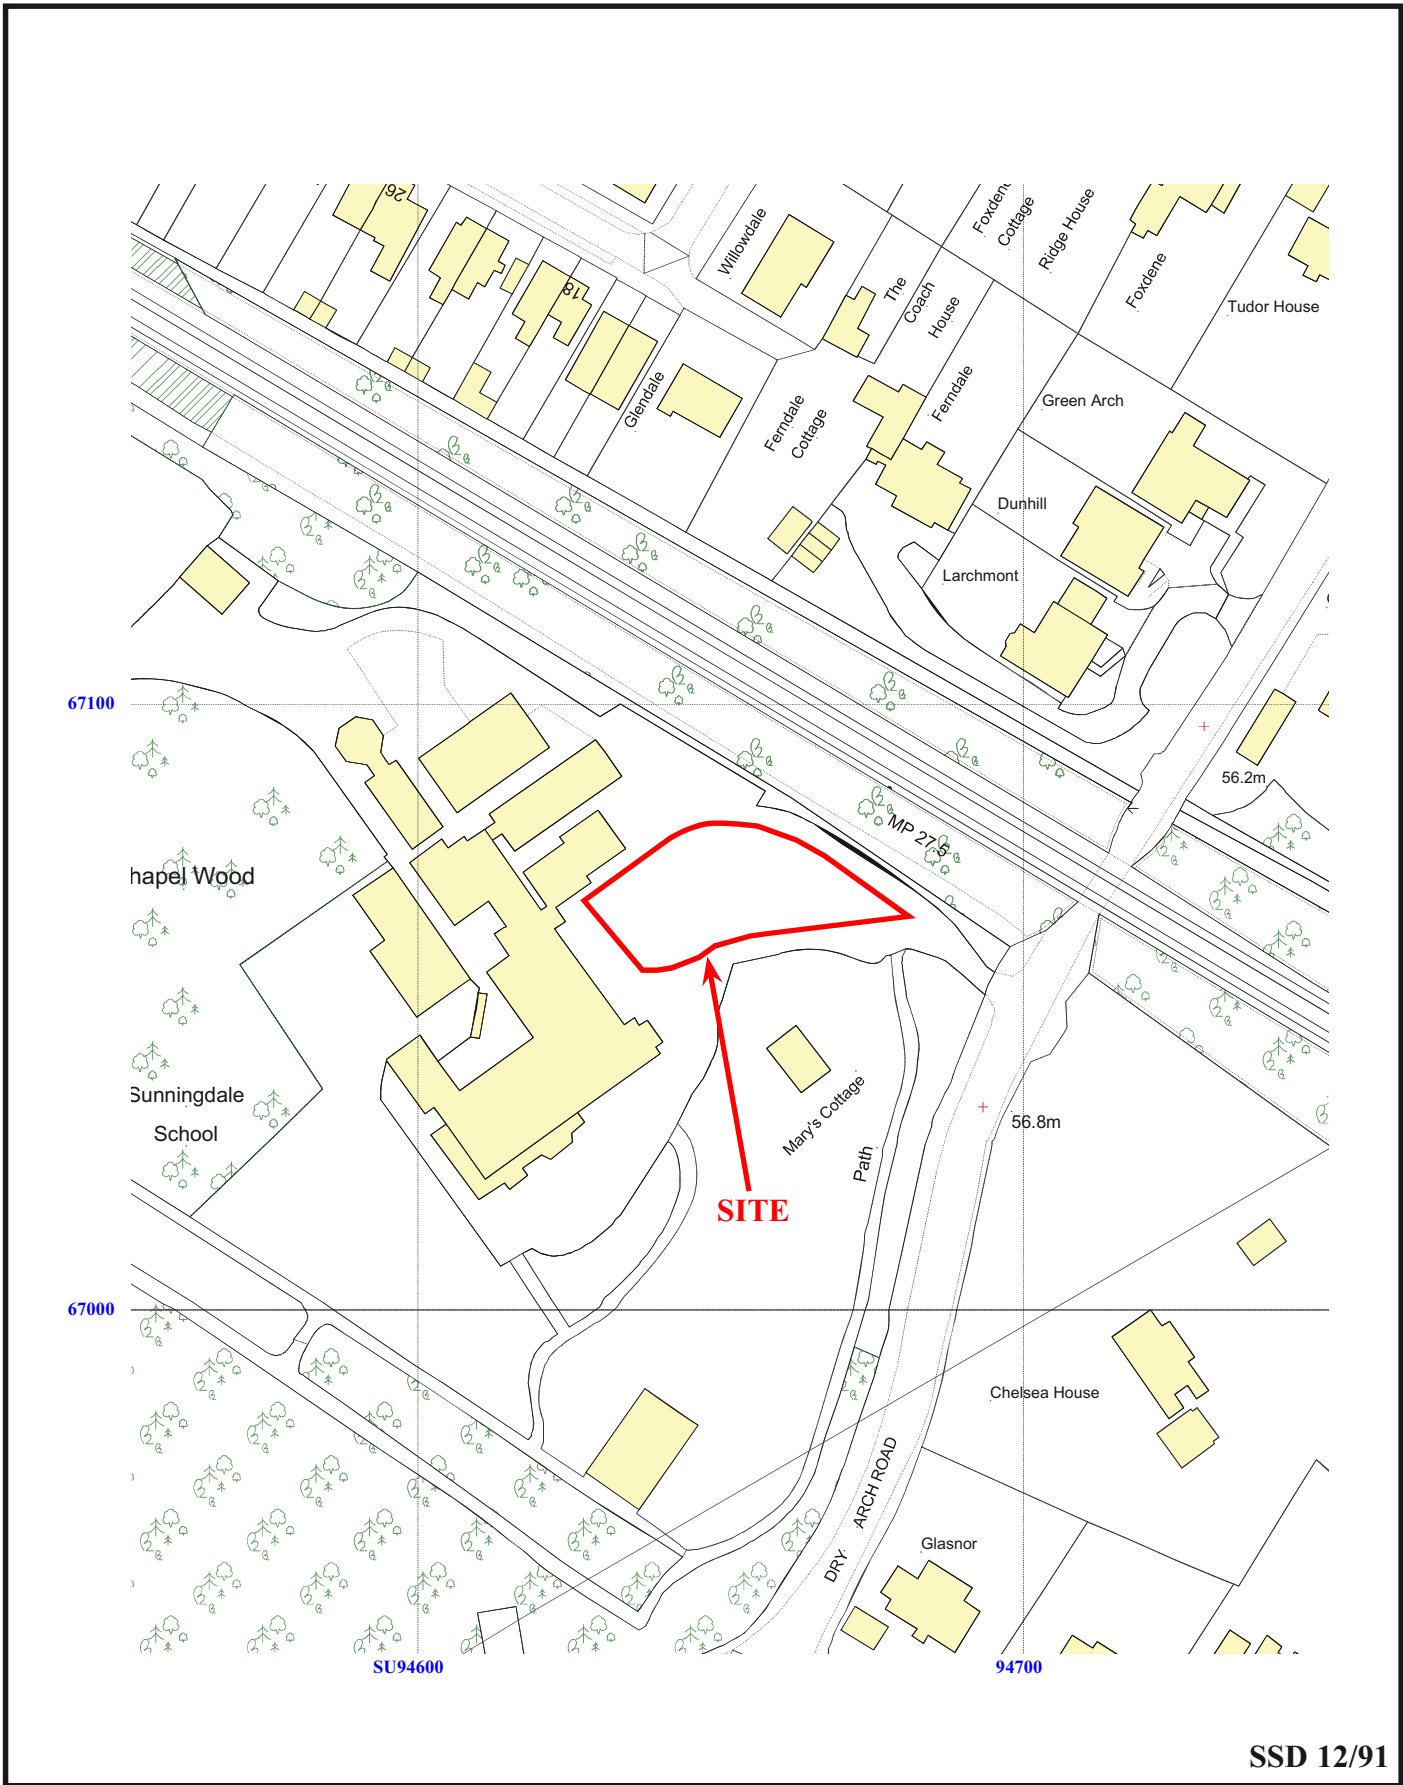 26
Willowdale
Foxdene
Cottage
Ridge House
Foxdene
Tudor House
18
The
Coach
House
Glendale
Ferndale
Cottage
Ferndale
Green Arch
Dunhill
Larchmont
67100
56.2m
MP 27.5
hapel Wood
Sunningdale
School
Mary's Cottage
56.8m
Path
SITE
67000
Chelsea House
DRY ARCH ROAD
Glasnor
SU94600
94700
SSD 12/91